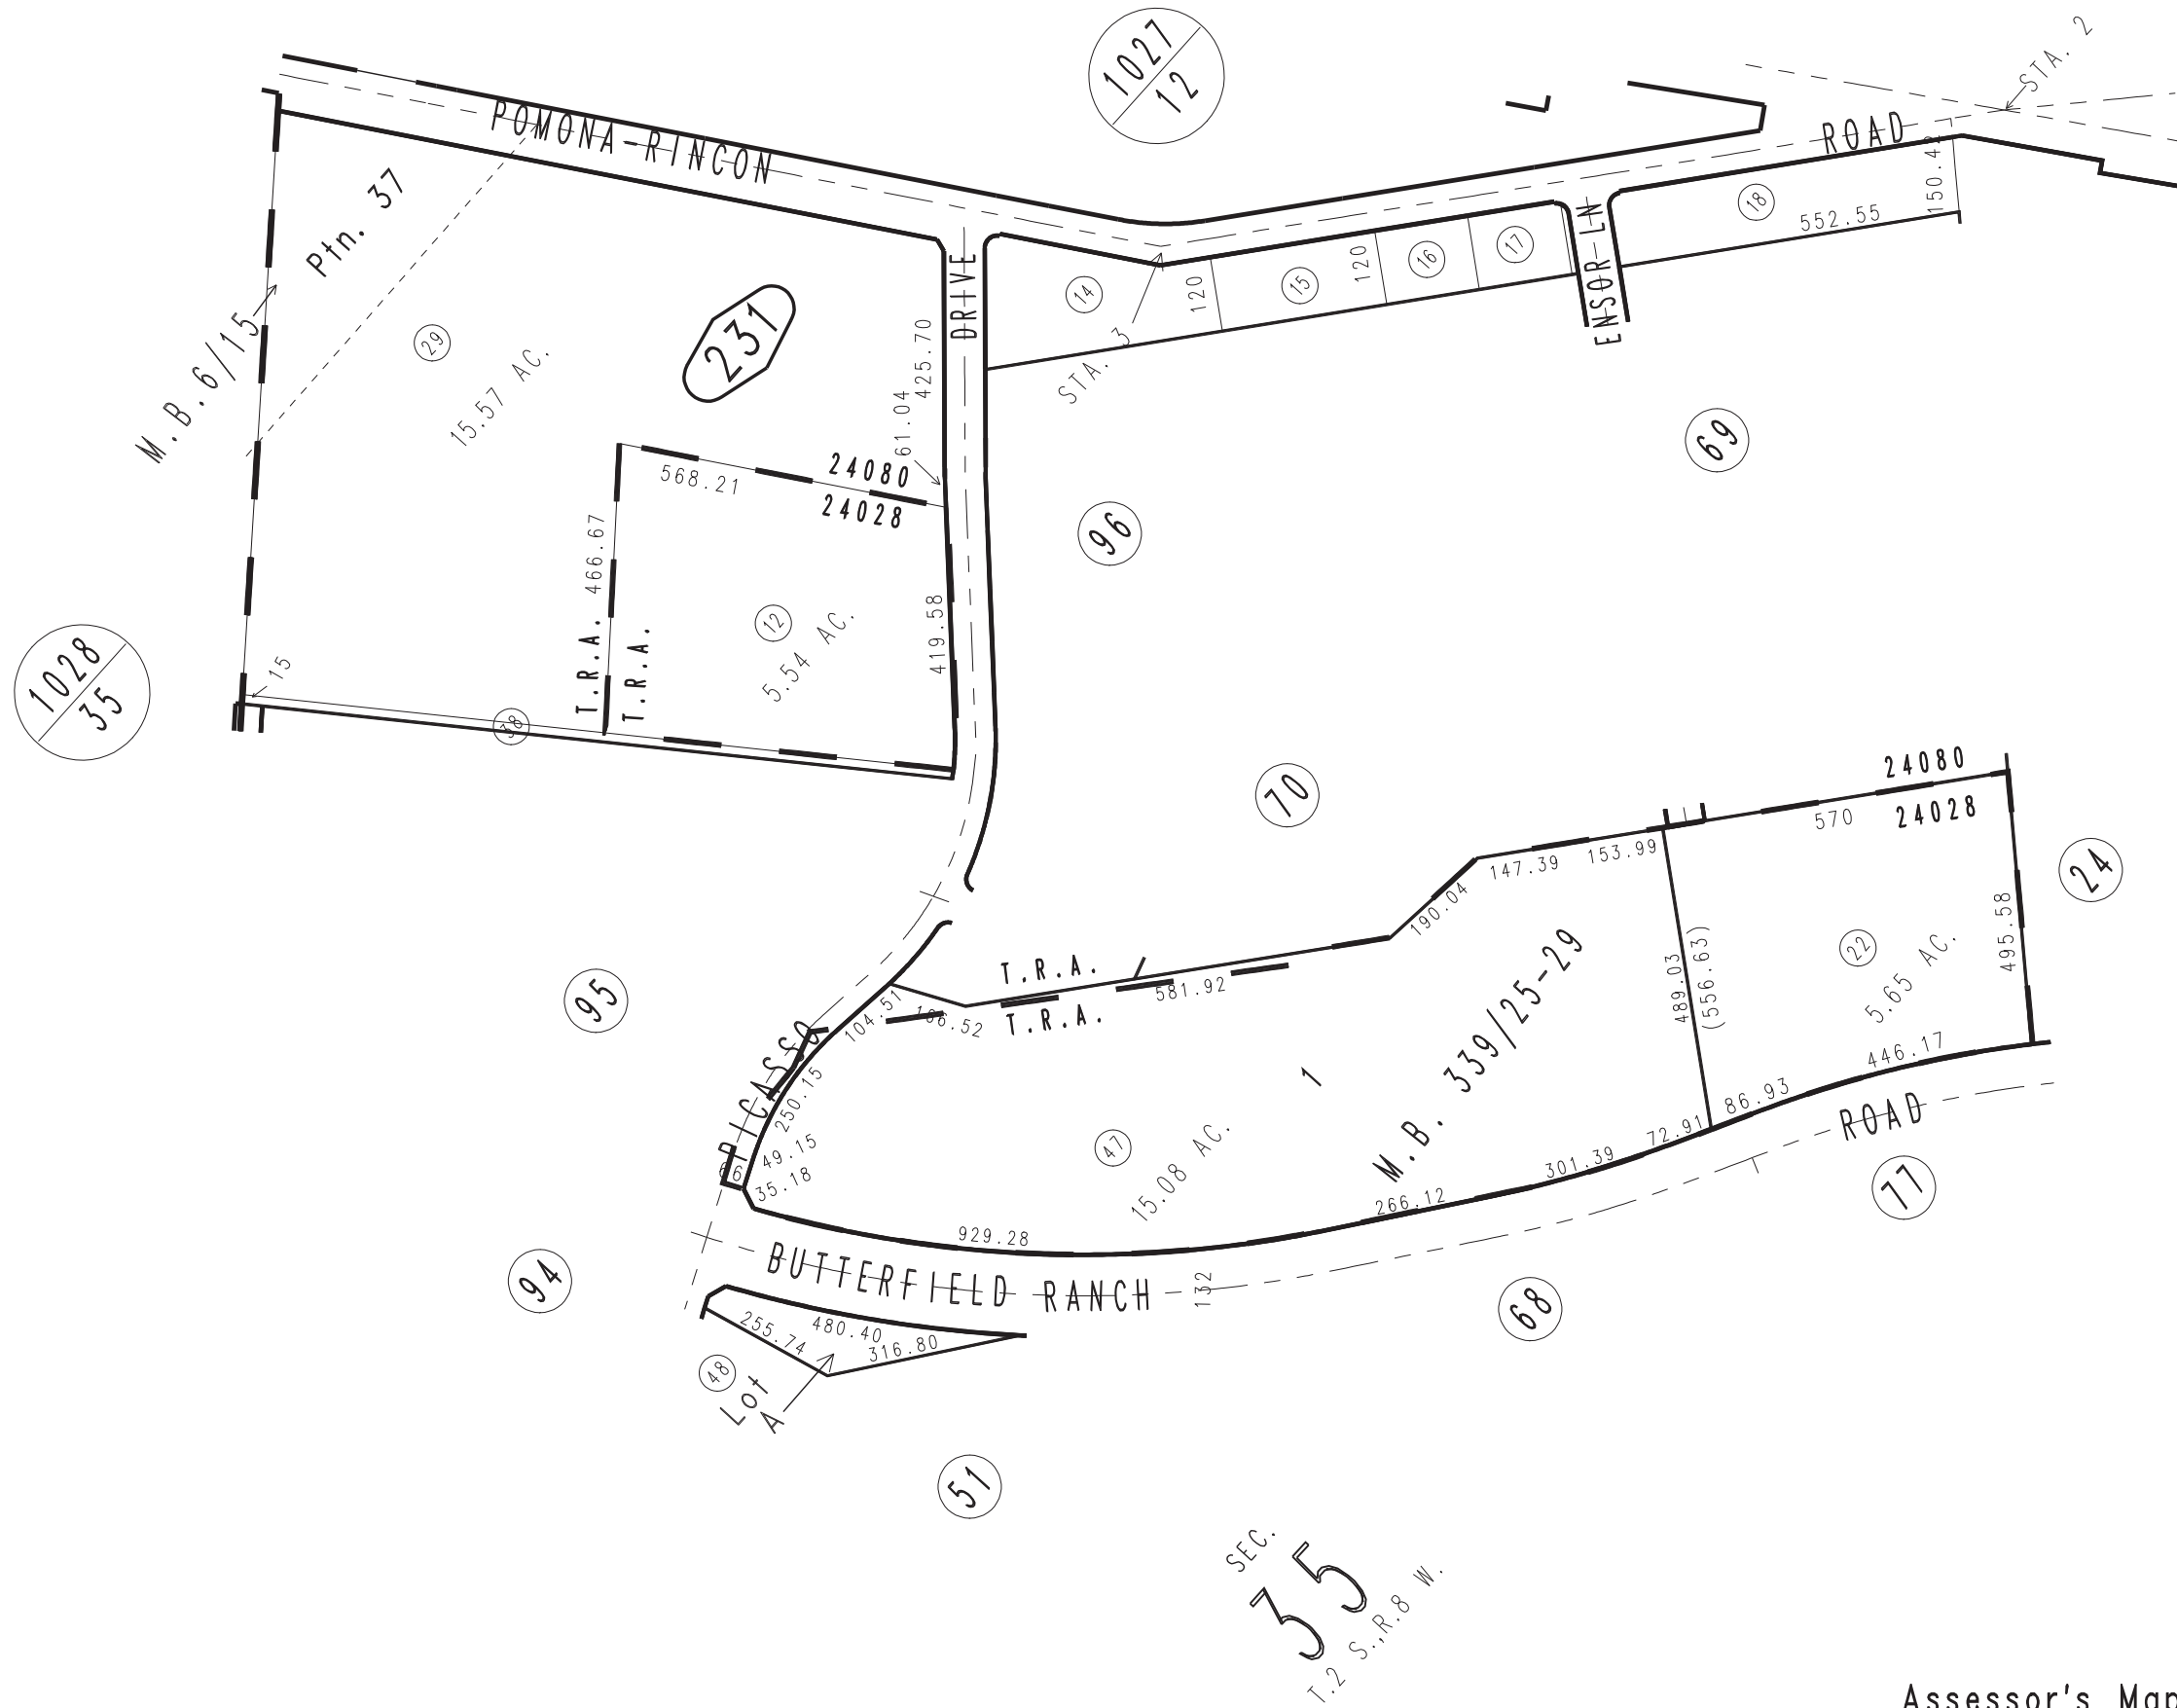 1027
12
STA. 2
POMONA-RINCON
ROAD
150.42
18
552.55
ENSOR LN
17
16
120
15
120
14
STA. 3
DRIVE
425.70
61.04
Ptn. 37
M.B.6/15
29
15.57 AC.
231
69
96
568.21
24080
24028
466.67
T.R.A.
T.R.A.
12
5.54 AC.
419.58
1028
35
15
38
70
24080
24028
570
24
147.39
153.99
190.04
495.58
22
5.65 AC.
489.03
(556.63)
446.17
86.93
72.91
ROAD
77
95
T.R.A.
T.R.A.
581.92
104.51
PICASSO
250.15
49.15
35.18
66
1
M.B. 339/25-29
47
15.08 AC.
301.39
266.12
929.28
BUTTERFIELD RANCH
132
94
68
480.40
255.74
316.80
48
Lot
A
51
SEC.
35
T.2 S.,R.8 W.
Assessor's Map